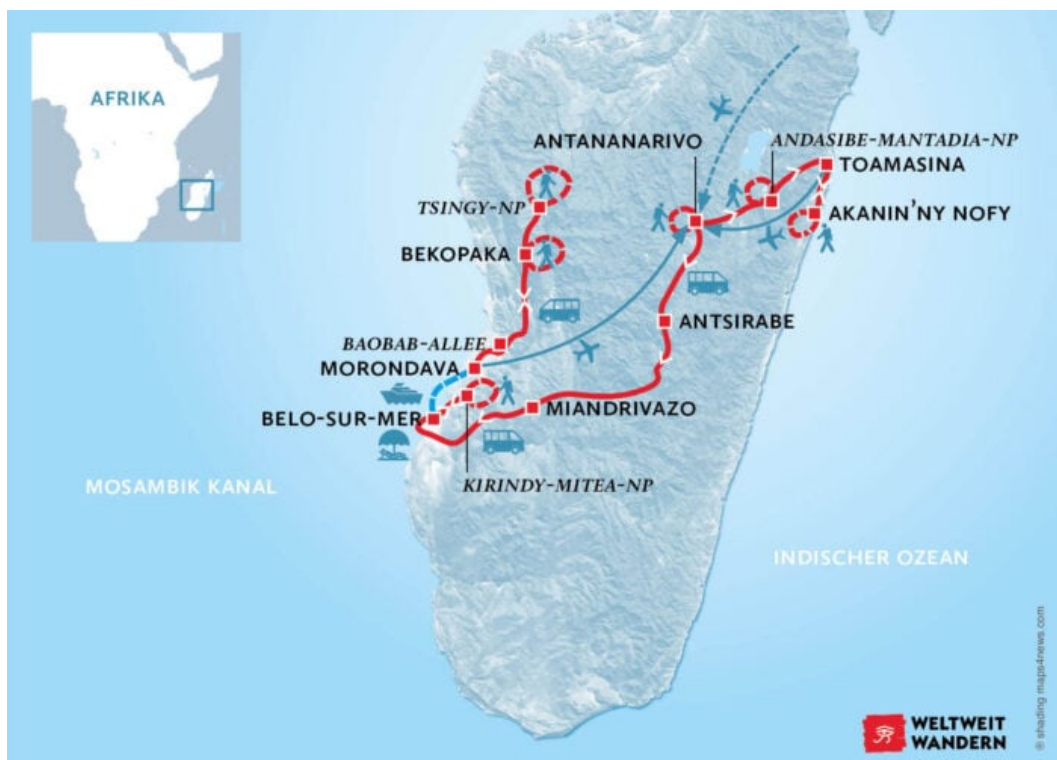 AFRIKA
ANTANANARIVO
ANDASIBE-MANTADIA-NP
TOAMASINA
TSINGY-NP
AKANIN'NY NOFY
BEKOPAKA
ANTSIRABE
BAOBAB-ALLEE
MORONDAVA
BELO-SUR-MER
MIANDRIVAZO
KIRINDY-MITEA-NP
MOSAMBIK KANAL
INDISCHER OZEAN
® shading maps4news.com
WELTWEIT
WANDERN